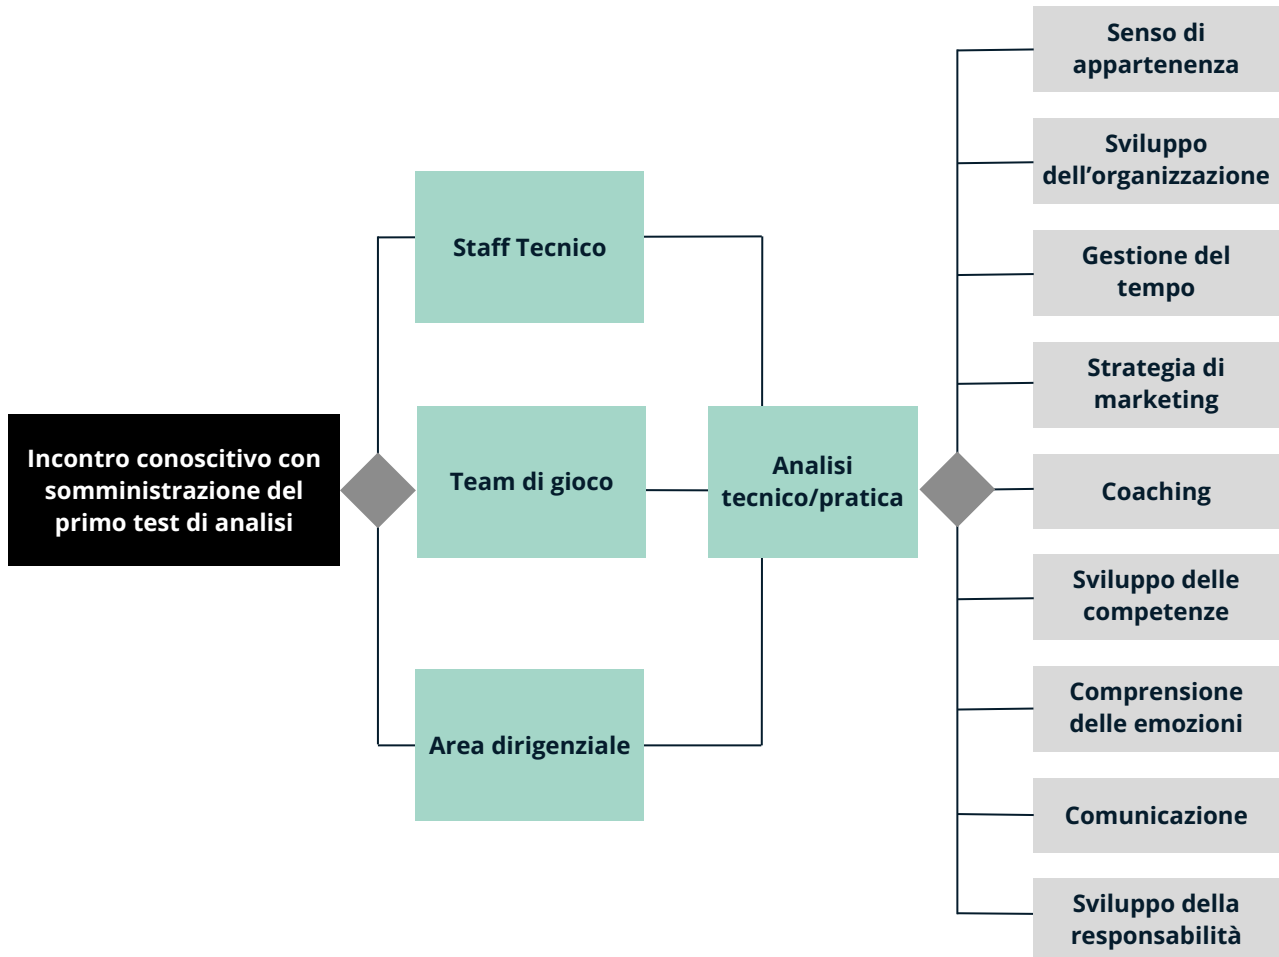 Incontro conoscitivo con
somministrazione del
primo test di analisi
Staff Tecnico
Team di gioco
Area dirigenziale
Analisi
tecnico/pratica
Senso di
appartenenza
Sviluppo
dell’organizzazione
Gestione del
tempo
Strategia di
marketing
Coaching
Sviluppo delle
competenze
Comprensione
delle emozioni
Comunicazione
Sviluppo della
responsabilità